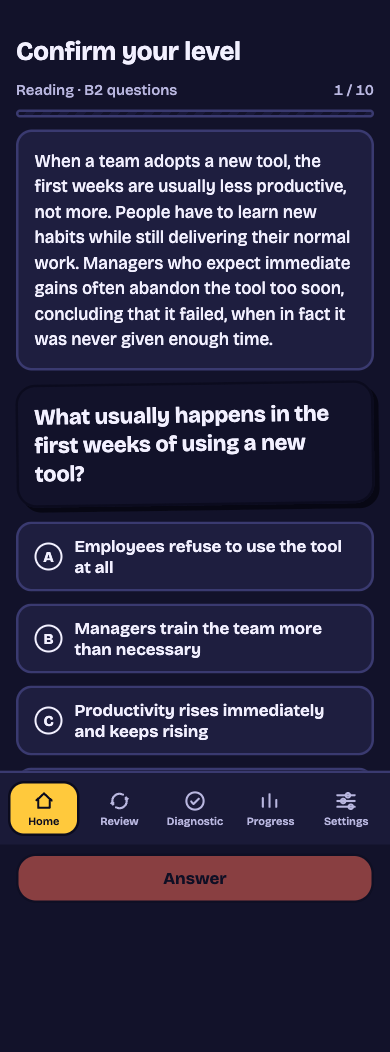 Confirm your level
Reading · B2 questions
1 / 10
When a team adopts a new tool, the
first weeks are usually less productive,
not more. People have to learn new
habits while still delivering their normal
work. Managers who expect immediate
gains often abandon the tool too soon,
concluding that it failed, when in fact it
was never given enough time.
What usually happens in the
first weeks of using a new
tool?
A
Employees refuse to use the tool
at all
B
Managers train the team more
than necessary
C
Productivity rises immediately
and keeps rising
Home
Review
Diagnostic
Progress
Settings
Answer